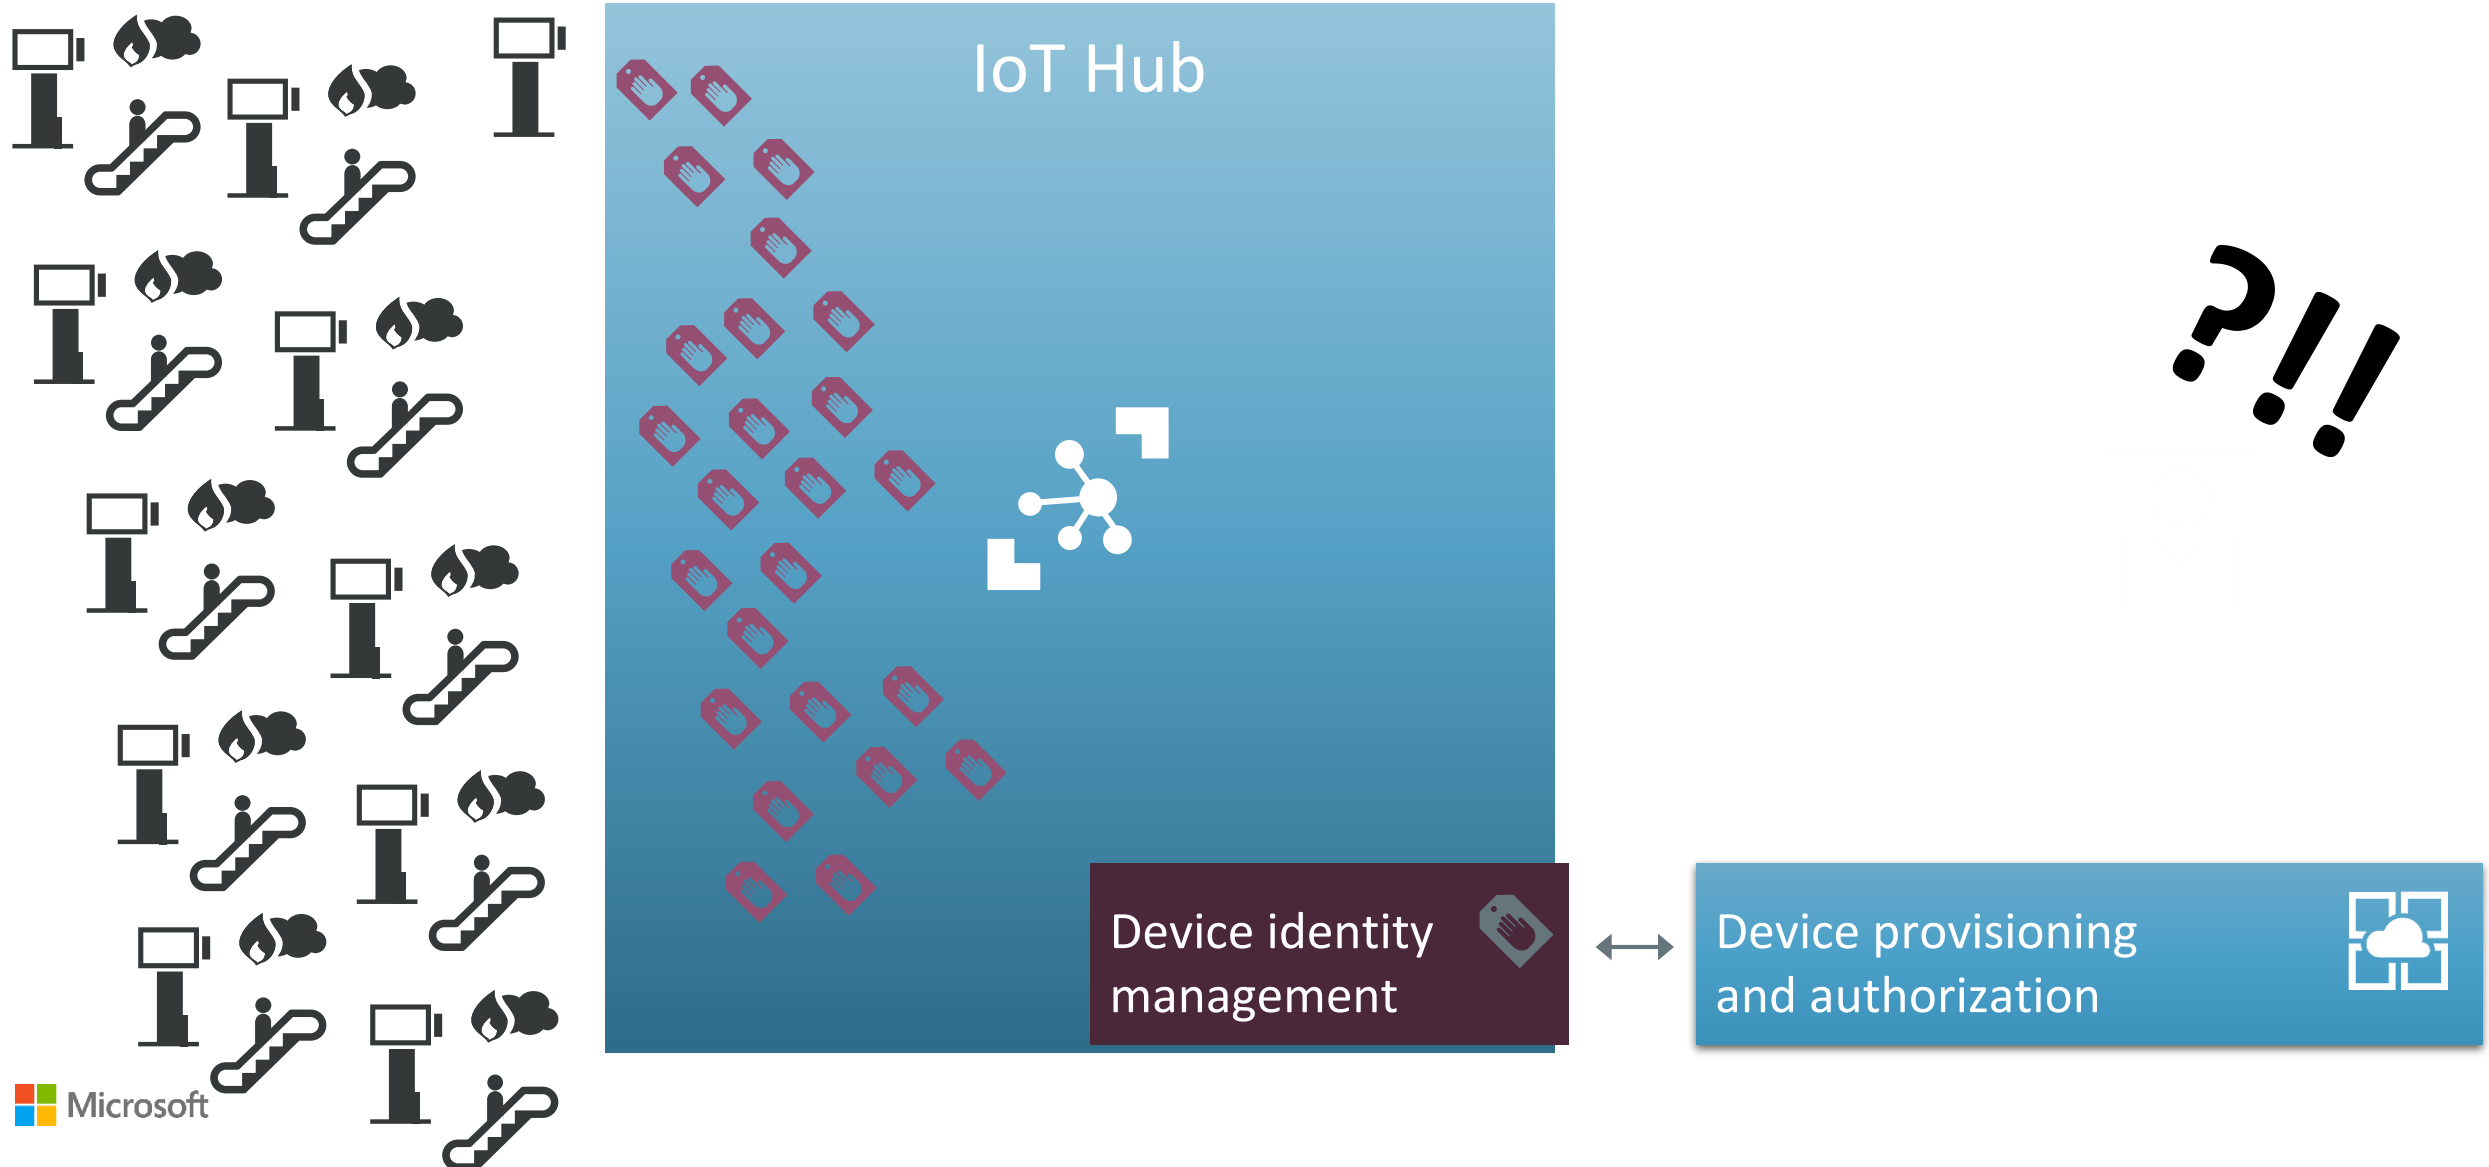 IoT Hub
?!!
Device identity
management
Device provisioning
and authorization
Microsoft